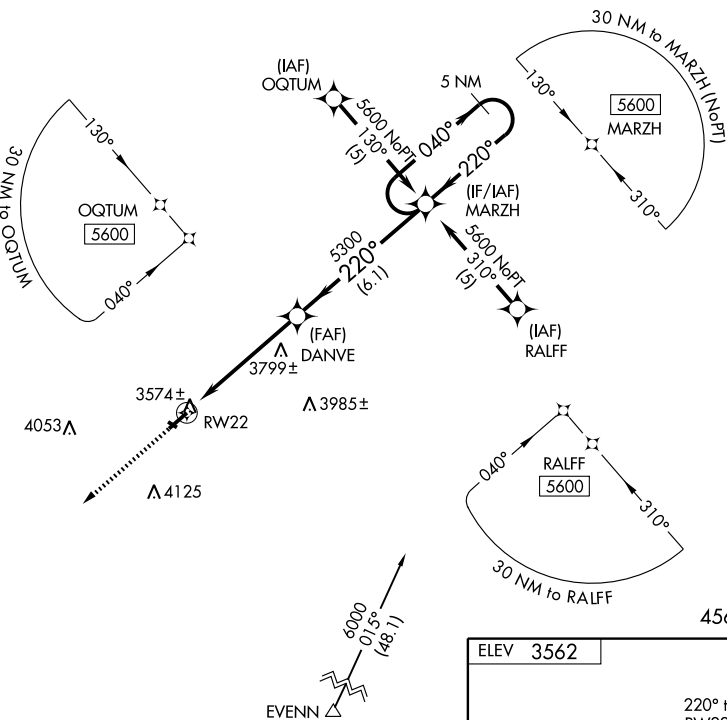 30 NM to MARZH (NoPT)
130°
5600
MARZH
310°
(IAF)
OQTUM
5600 NoPT
130°
(5)
5 NM
040°
220°
(IF/IAF)
MARZH
130°
30 NM to OQTUM
OQTUM
5600
040°
5300
220°
(6.1)
5600 NoPT
310°
(5)
(IAF)
RALFF
(FAF)
DANVE
3799±
3574±
3985±
4053
RW22
4125
040°
RALFF
5600
310°
30 NM to RALFF
6000
015°
(48.1)
EVENN
456
ELEV 3562
220° t